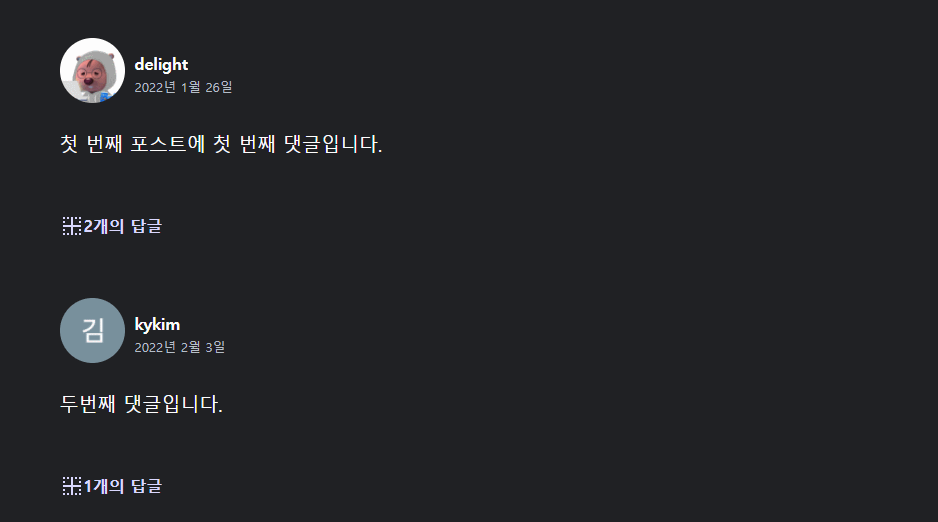 delight
2022년 1월 26일
첫 번째 포스트에 첫 번째 댓글입니다.
2개의 답글
김
kykim
2022년 2월 3일
두번째 댓글입니다.
1개의 답글